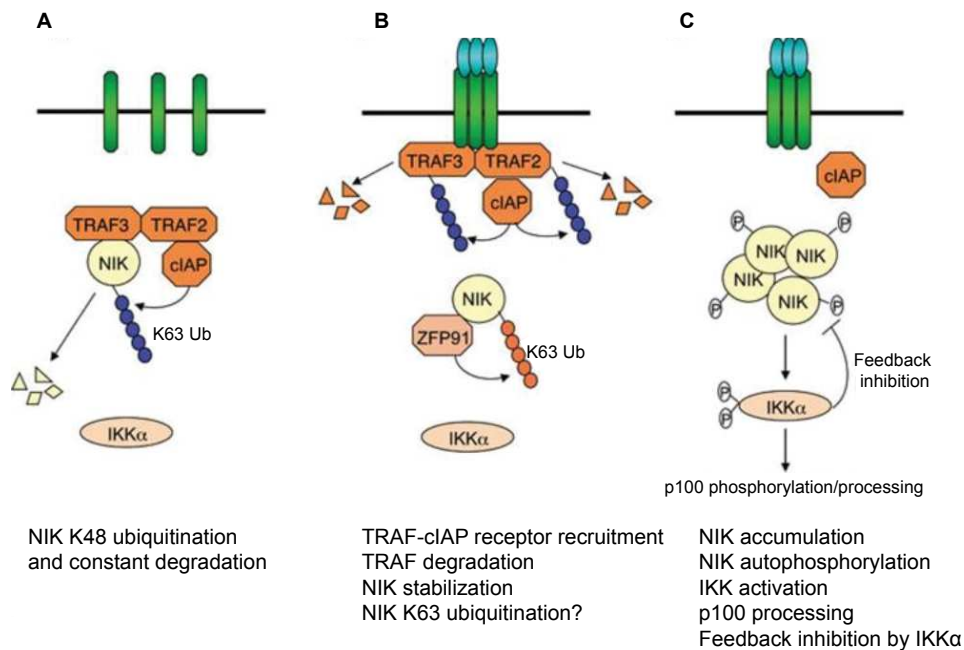 A
B
C
TRAF3
TRAF2
NIK
cIAP
K63 Ub
IKKα
TRAF3
TRAF2
cIAP
NIK
ZFP91
K63 Ub
IKKα
cIAP
P
P
NIK
NIK
NIK
NIK
P
P
Feedback
inhibition
P
P
IKKα
p100 phosphorylation/processing
NIK K48 ubiquitination
and constant degradation
TRAF-cIAP receptor recruitment
TRAF degradation
NIK stabilization
NIK K63 ubiquitination?
NIK accumulation
NIK autophosphorylation
IKK activation
p100 processing
Feedback inhibition by IKKα